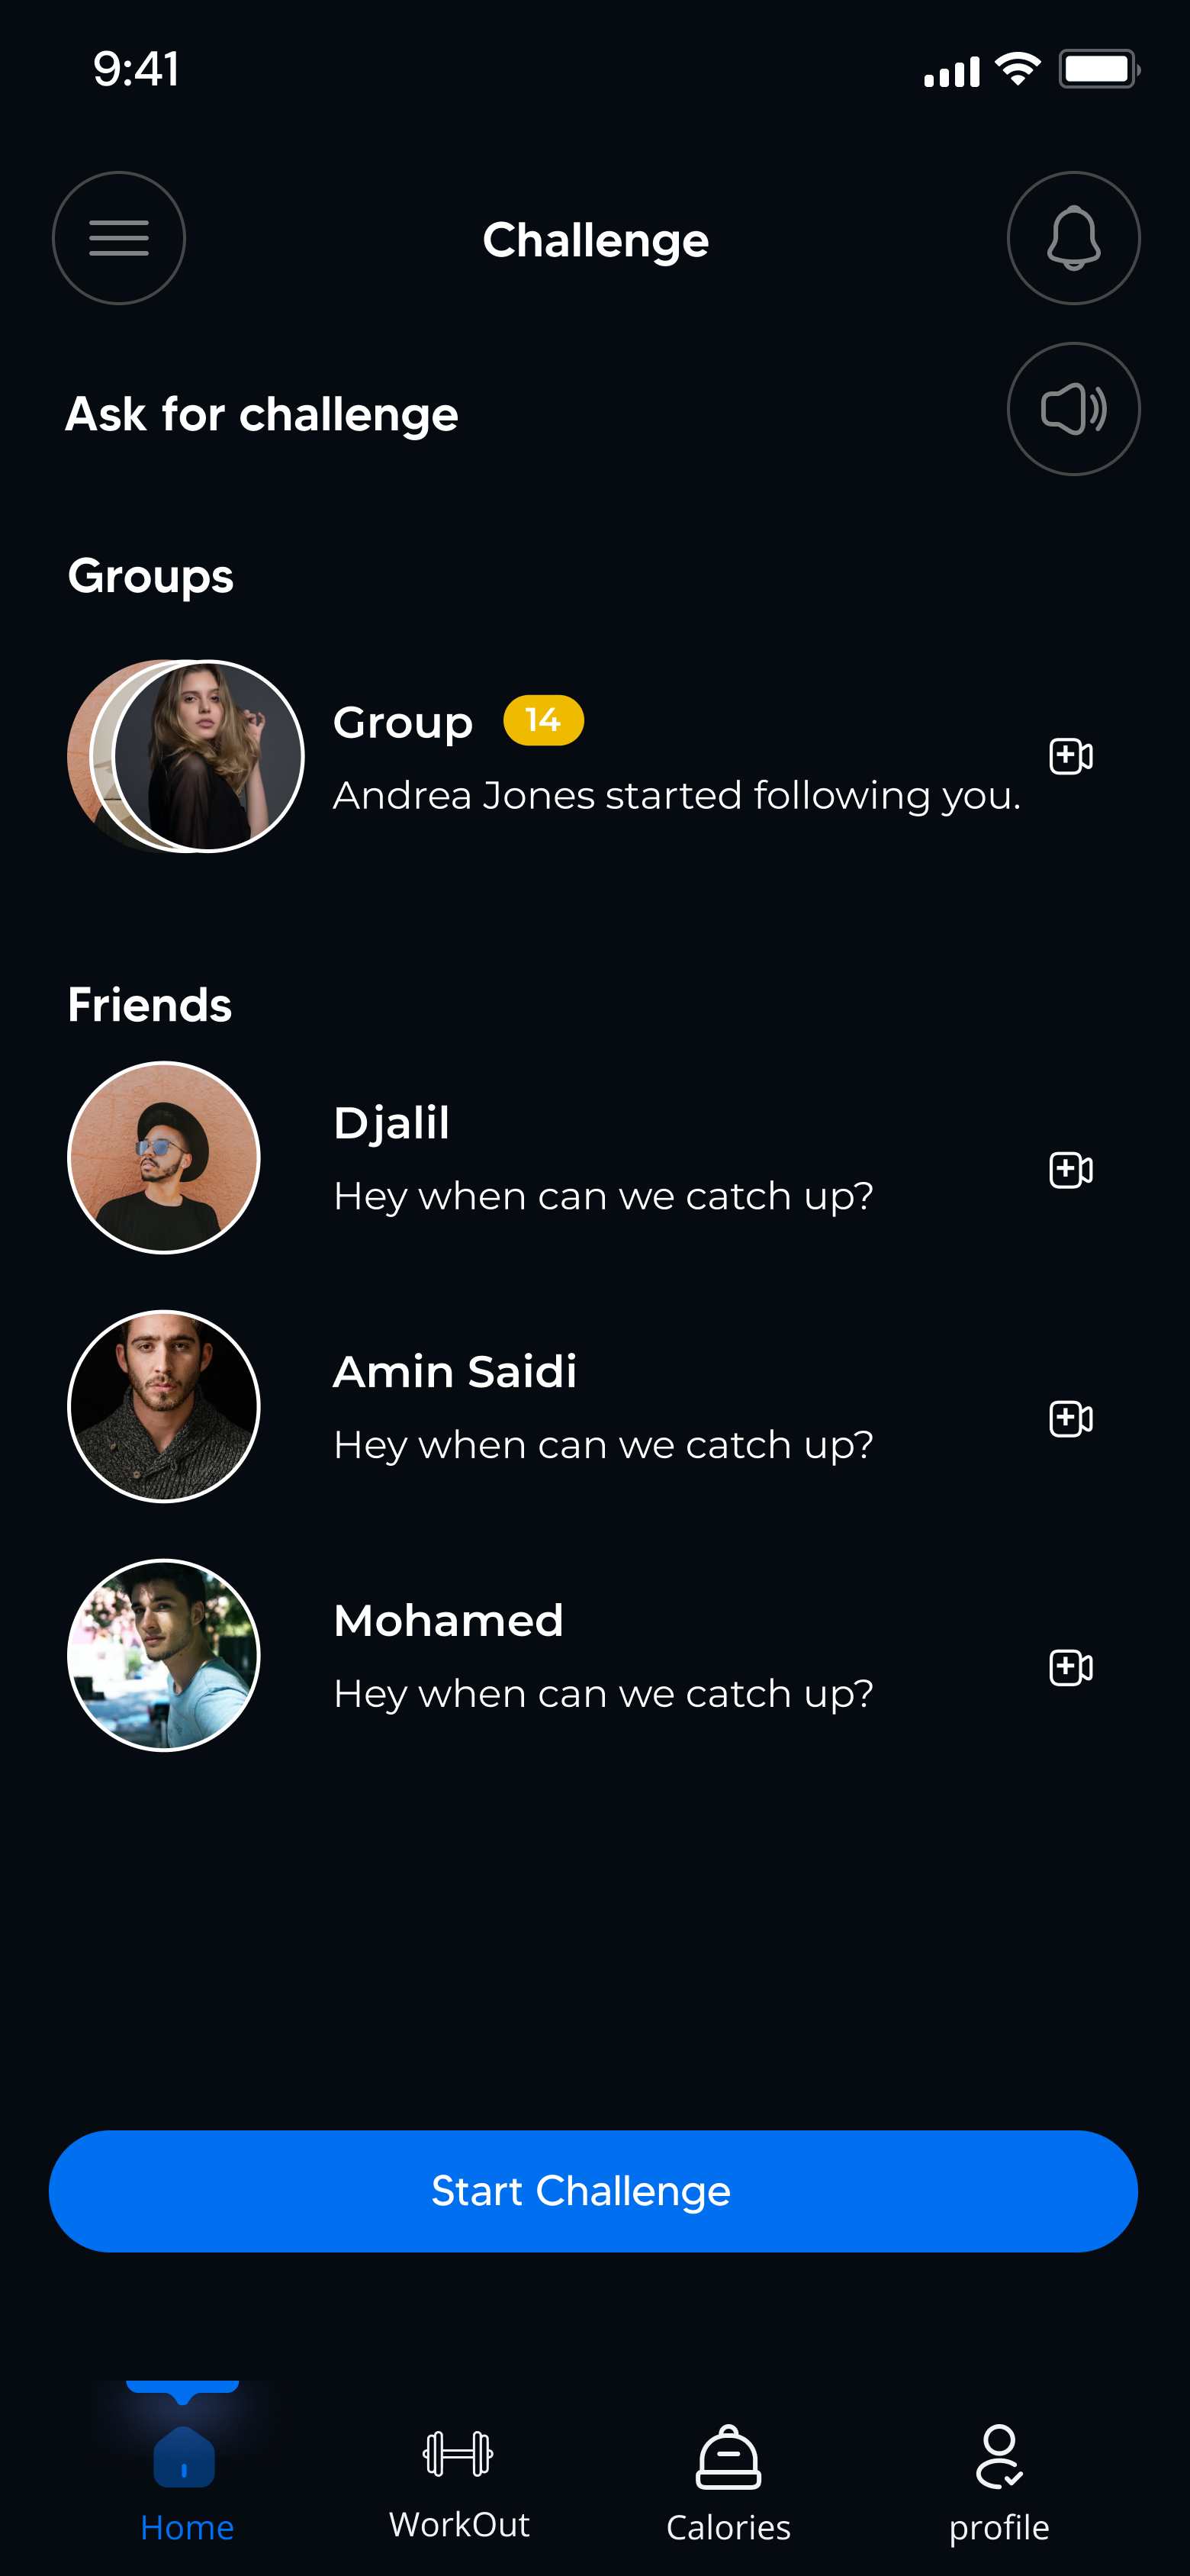 9:41
Challenge
Ask for challenge
Groups
Group 14
Andrea Jones started following you.
Friends
Djalil
Hey when can we catch up?
Amin Saidi
Hey when can we catch up?
Mohamed
Hey when can we catch up?
Start Challenge
Home WorkOut Calories profile